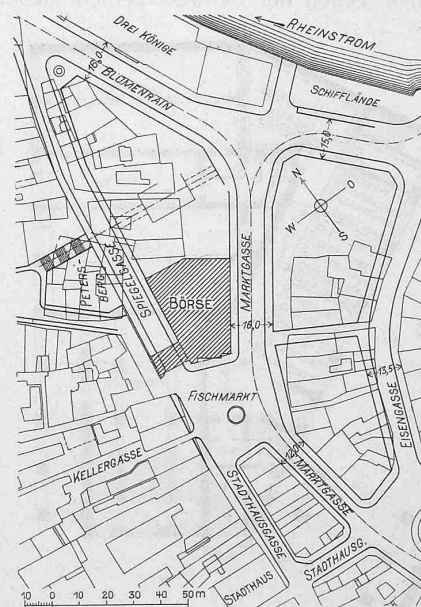 DREI KÖNIGE
RHEINSTROM
16,0
BLUMENRAIN
SCHIFFLÄNDE
15,0
N
O
W
S
PETERS-
BERG
SPIEGELGASSE
BÖRSE
MARKTGASSE
16,0
13,5
EISENGASSE
FISCHMARKT
12,0
MARKTGASSE
KELLERGASSE
STADTHAUSGASSE
STADTHAUSG.
STADTHAUS
10 0 10 20 30 40 50 m